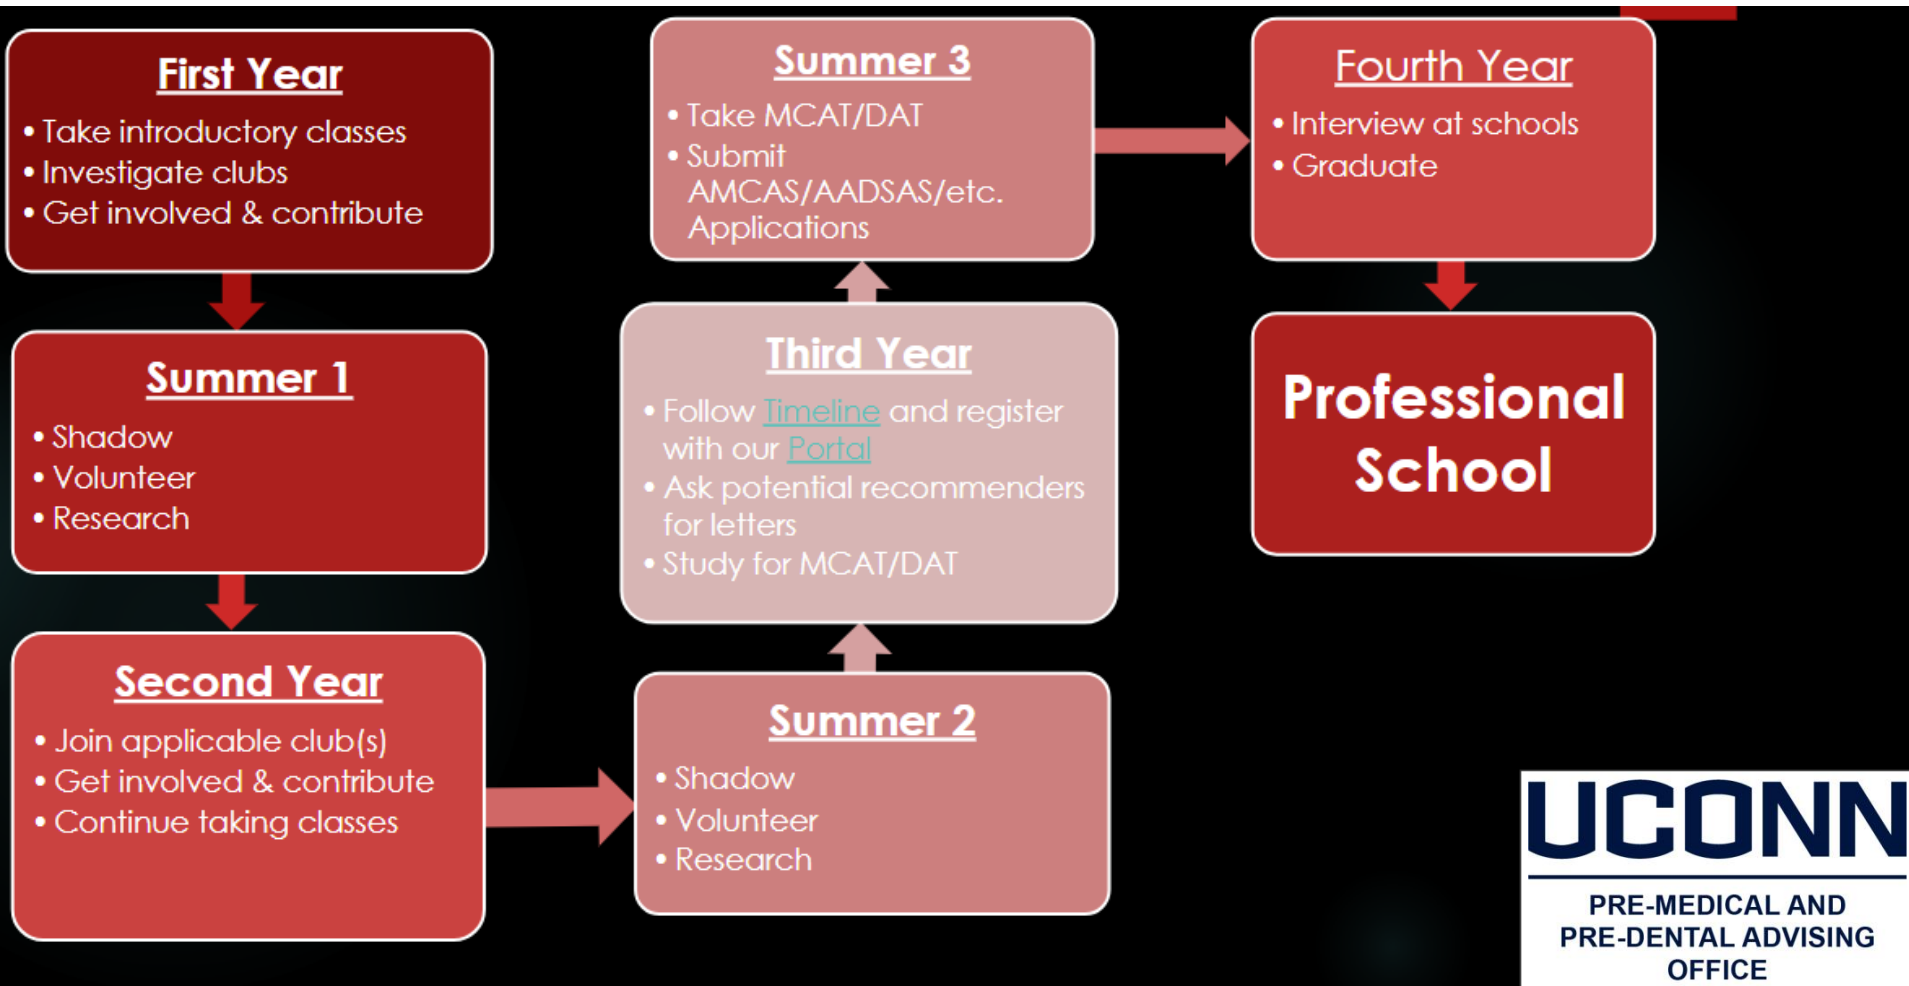 First Year
• Take introductory classes
• Investigate clubs
• Get involved & contribute
Summer 1
• Shadow
• Volunteer
• Research
Second Year
• Join applicable club(s)
• Get involved & contribute
• Continue taking classes
Summer 2
• Shadow
• Volunteer
• Research
Third Year
• Follow Timeline and register
with our Portal
• Ask potential recommenders
for letters
• Study for MCAT/DAT
Summer 3
• Take MCAT/DAT
• Submit
AMCAS/AADSAS/etc.
Applications
Fourth Year
• Interview at schools
• Graduate
Professional
School
UCONN
PRE-MEDICAL AND
PRE-DENTAL ADVISING
OFFICE